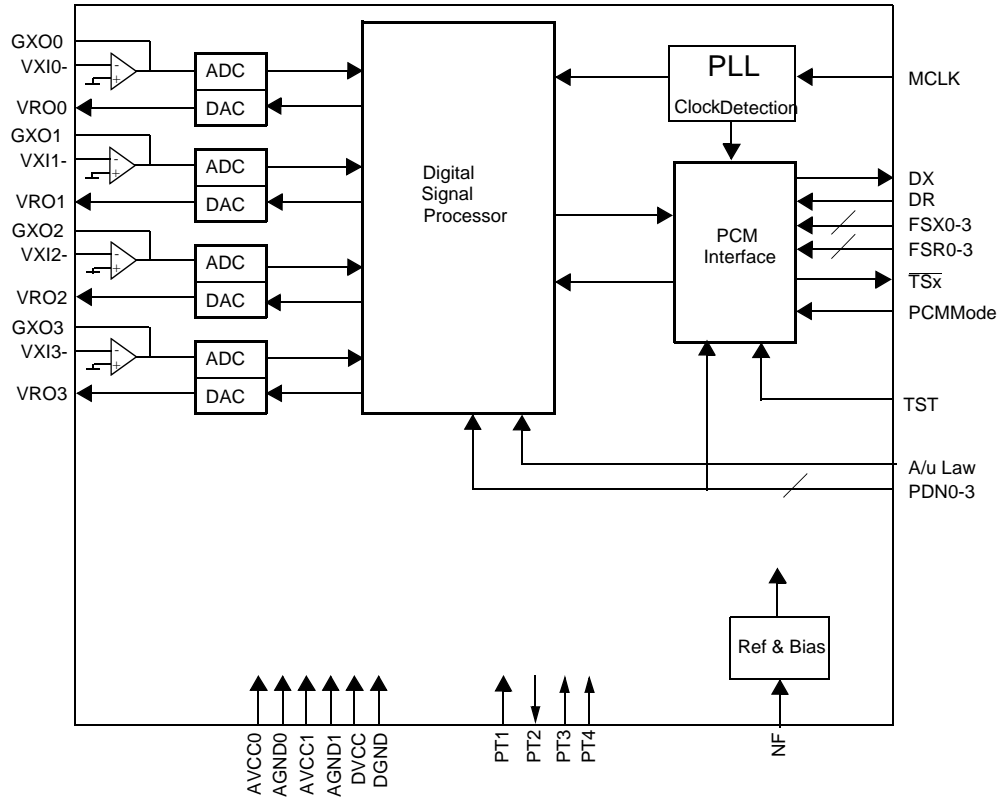 GXO0
VXI0-
VRO0
GXO1
VXI1-
VRO1
GXO2
VXI2-
VRO2
GXO3
VXI3-
VRO3
-
+
ADC
DAC
-
+
ADC
DAC
-
+
ADC
DAC
-
+
ADC
DAC
Digital
Signal
Processor
PLL
ClockDetection
PCM
Interface
MCLK
DX
DR
FSX0-3
FSR0-3
TSx
PCMMode
TST
A/u Law
PDN0-3
Ref & Bias
AVCC0
AGND0
AVCC1
AGND1
DVCC
DGND
PT1
PT2
PT3
PT4
NF